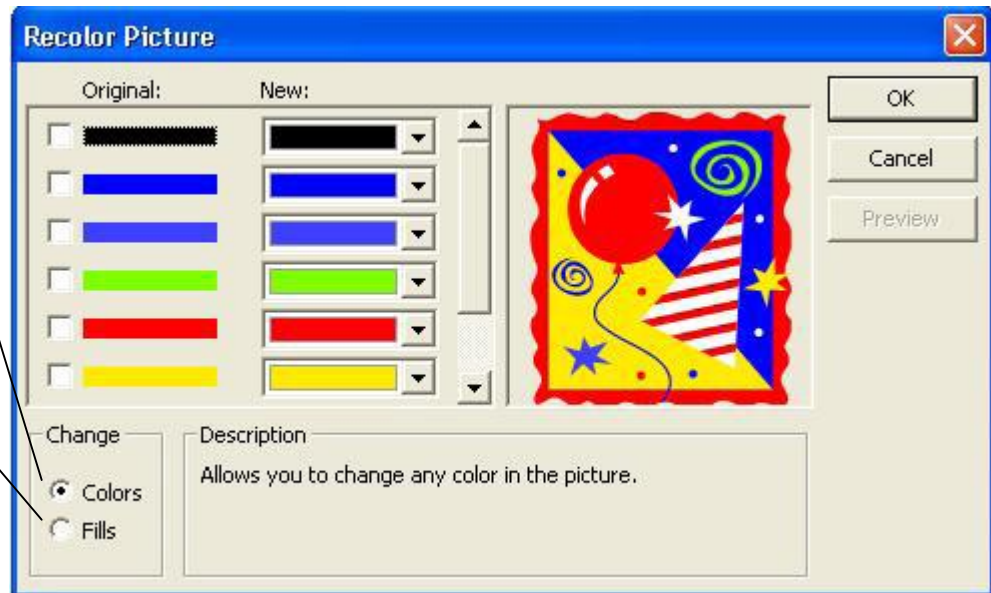 Recolor Picture
Original: New:
OK
Cancel
Preview
Change
Colors
Fills
Description
Allows you to change any color in the picture.